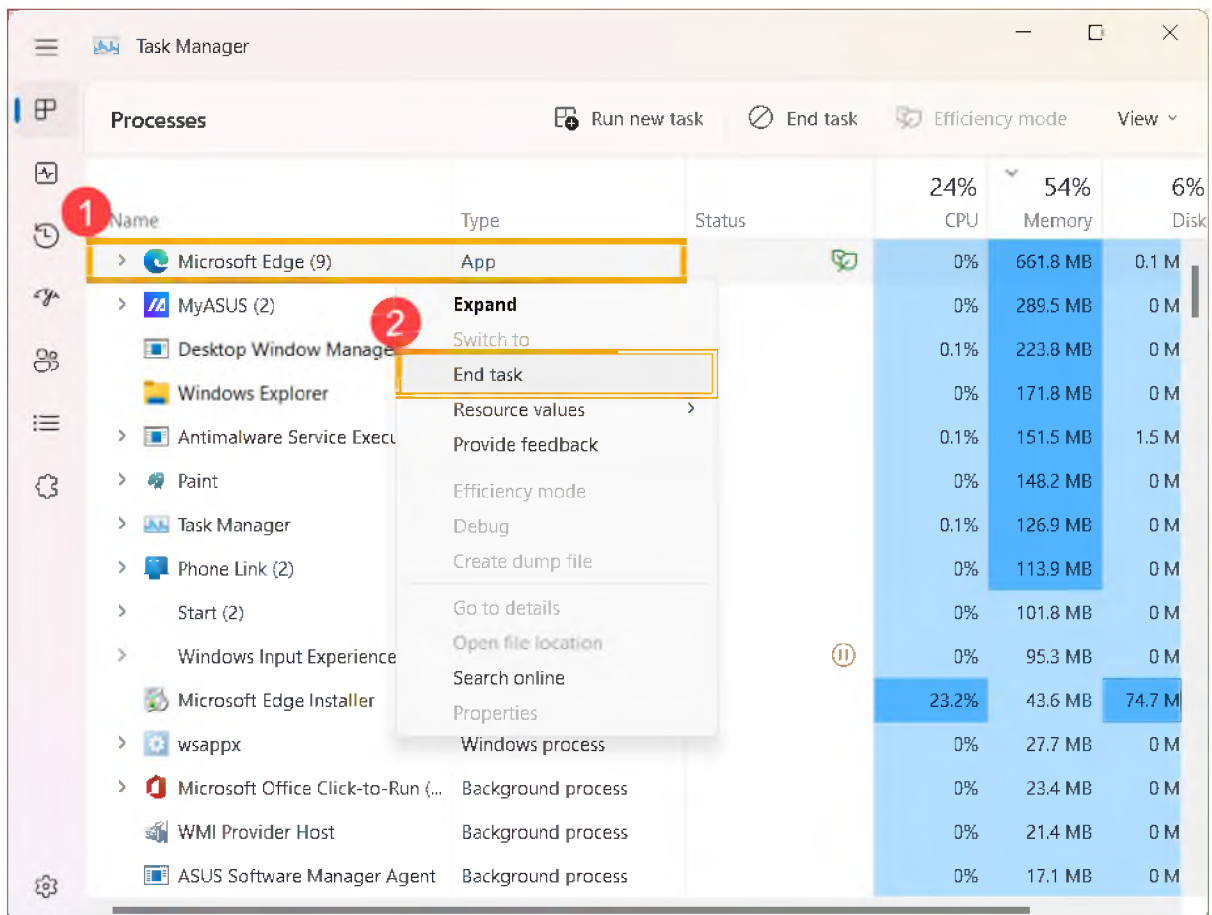 Task Manager
Processes
Run new task
End task
Efficiency mode
View
24%
54%
6%
1
Name
Type
Status
CPU
Memory
Disk
Microsoft Edge (9) App 0% 661.8 MB 0.1 M
MyASUS (2) 0% 289.5 MB 0 M
Desktop Window Manage 0.1% 223.8 MB 0 M
Windows Explorer 0% 171.8 MB 0 M
Antimalware Service Execu 0.1% 151.5 MB 1.5 M
Paint 0% 148.2 MB 0 M
Task Manager 0.1% 126.9 MB 0 M
Phone Link (2) 0% 113.9 MB 0 M
Start (2) 0% 101.8 MB 0 M
Windows Input Experience 0% 95.3 MB 0 M
Microsoft Edge Installer 23.2% 43.6 MB 74.7 M
wsappx Windows process 0% 27.7 MB 0 M
Microsoft Office Click-to-Run (... Background process 0% 23.4 MB 0 M
WMI Provider Host Background process 0% 21.4 MB 0 M
ASUS Software Manager Agent Background process 0% 17.1 MB 0 M
2
Expand
Switch to
End task
Resource values
Provide feedback
Efficiency mode
Debug
Create dump file
Go to details
Open file location
Search online
Properties